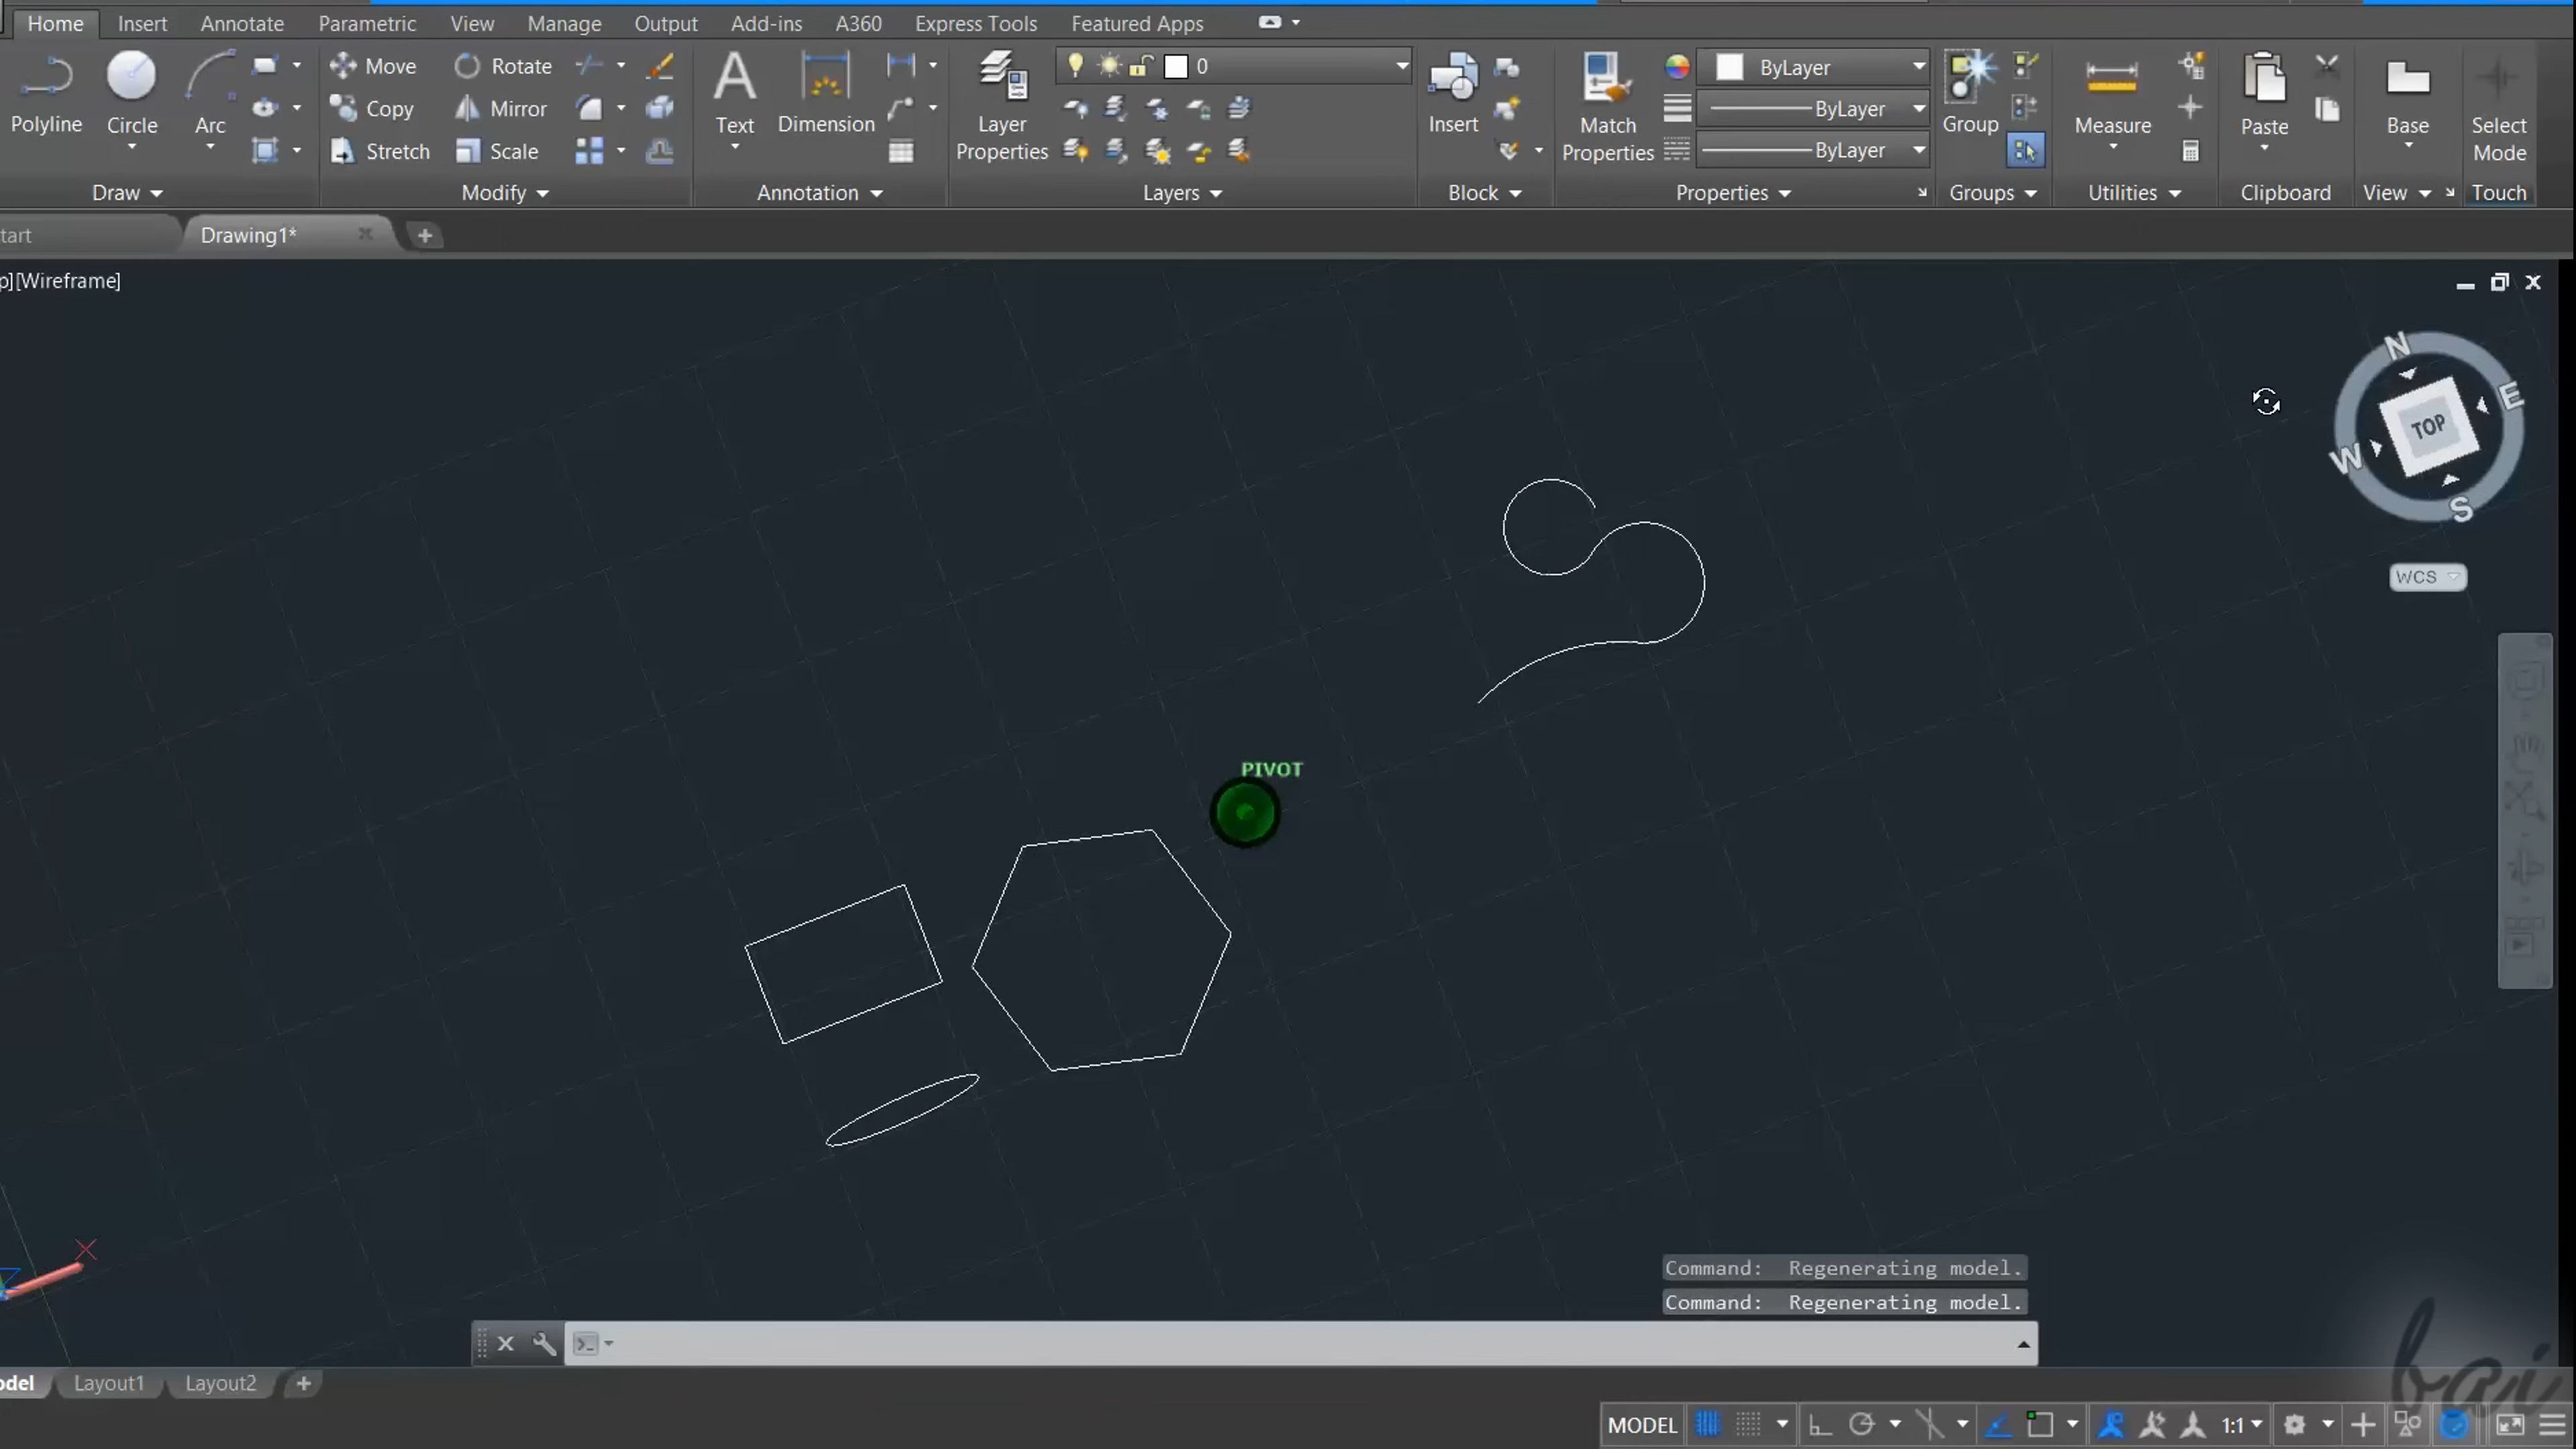 Home Insert Annotate Parametric View Manage Output Add-ins A360 Express Tools Featured Apps
Polyline Circle Arc
Move Rotate
Copy Mirror
Stretch Scale
Text Dimension
Layer
Properties
0
Insert
Match
Properties
ByLayer
ByLayer
ByLayer
Group
Measure
Paste
Base
Select
Mode
Draw Modify Annotation Layers Block Properties Groups Utilities Clipboard View Touch
tart Drawing1*
p][Wireframe]
N
E
TOP
W
S
WCS
PIVOT
Command: Regenerating model.
Command: Regenerating model.
odel Layout1 Layout2
MODEL 1:1
bai